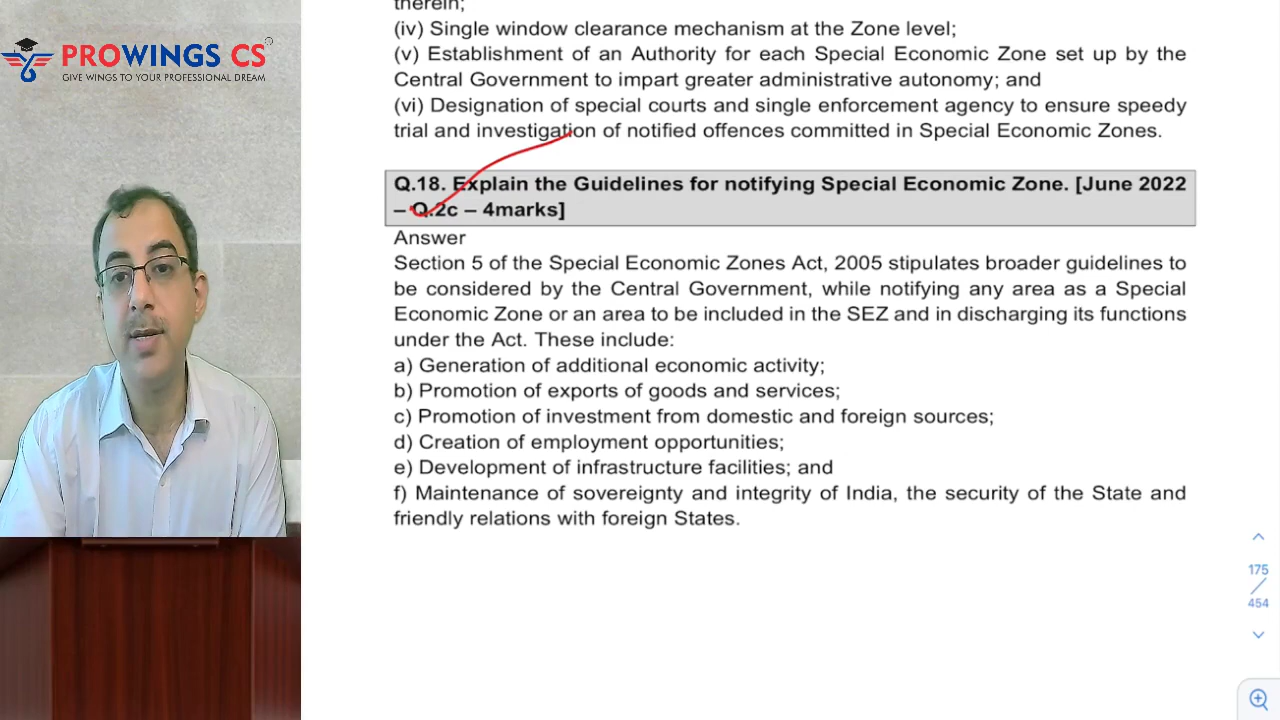 PROWINGS CS
GIVE WINGS TO YOUR PROFESSIONAL DREAM
therein;
(iv) Single window clearance mechanism at the Zone level;
(v) Establishment of an Authority for each Special Economic Zone set up by the
Central Government to impart greater administrative autonomy; and
(vi) Designation of special courts and single enforcement agency to ensure speedy
trial and investigation of notified offences committed in Special Economic Zones.
Q.18. Explain the Guidelines for notifying Special Economic Zone. [June 2022
– Q.2c – 4marks]
Answer
Section 5 of the Special Economic Zones Act, 2005 stipulates broader guidelines to
be considered by the Central Government, while notifying any area as a Special
Economic Zone or an area to be included in the SEZ and in discharging its functions
under the Act. These include:
a) Generation of additional economic activity;
b) Promotion of exports of goods and services;
c) Promotion of investment from domestic and foreign sources;
d) Creation of employment opportunities;
e) Development of infrastructure facilities; and
f) Maintenance of sovereignty and integrity of India, the security of the State and
friendly relations with foreign States.
175
454